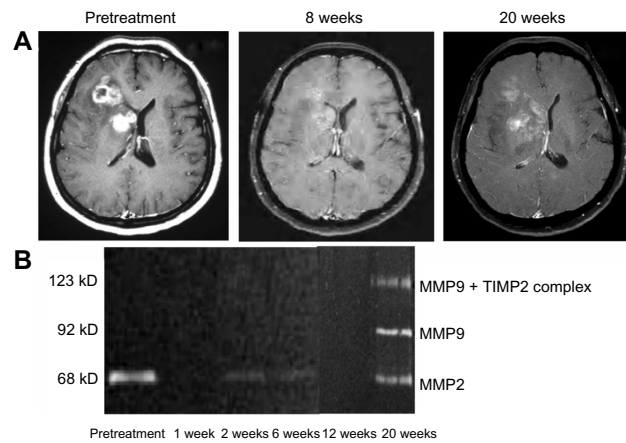 Pretreatment 8 weeks 20 weeks
A
B
123 kD MMP9 + TIMP2 complex
92 kD MMP9
68 kD MMP2
Pretreatment 1 week 2 weeks 6 weeks 12 weeks 20 weeks